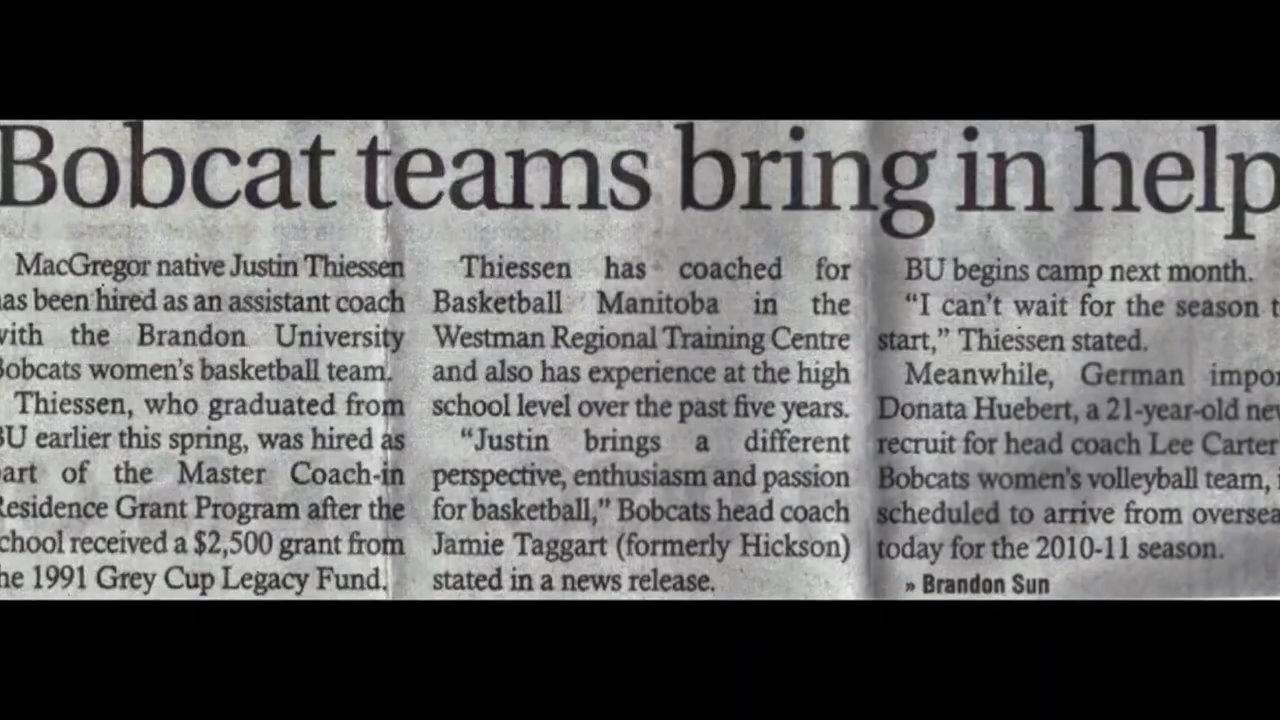 Bobcat teams bring in help
MacGregor native Justin Thiessen
as been hired as an assistant coach
with the Brandon University
Bobcats women's basketball team.
Thiessen, who graduated from
BU earlier this spring, was hired as
art of the Master Coach-in
Residence Grant Program after the
chool received a $2,500 grant from
he 1991 Grey Cup Legacy Fund.
Thiessen has coached for
Basketball Manitoba in the
Westman Regional Training Centre
and also has experience at the high
school level over the past five years.
"Justin brings a different
perspective, enthusiasm and passion
for basketball," Bobcats head coach
Jamie Taggart (formerly Hickson)
stated in a news release.
BU begins camp next month.
"I can't wait for the season t
start," Thiessen stated.
Meanwhile, German impor
Donata Huebert, a 21-year-old ne
recruit for head coach Lee Carter
Bobcats women's volleyball team, i
scheduled to arrive from oversea
today for the 2010-11 season.
» Brandon Sun